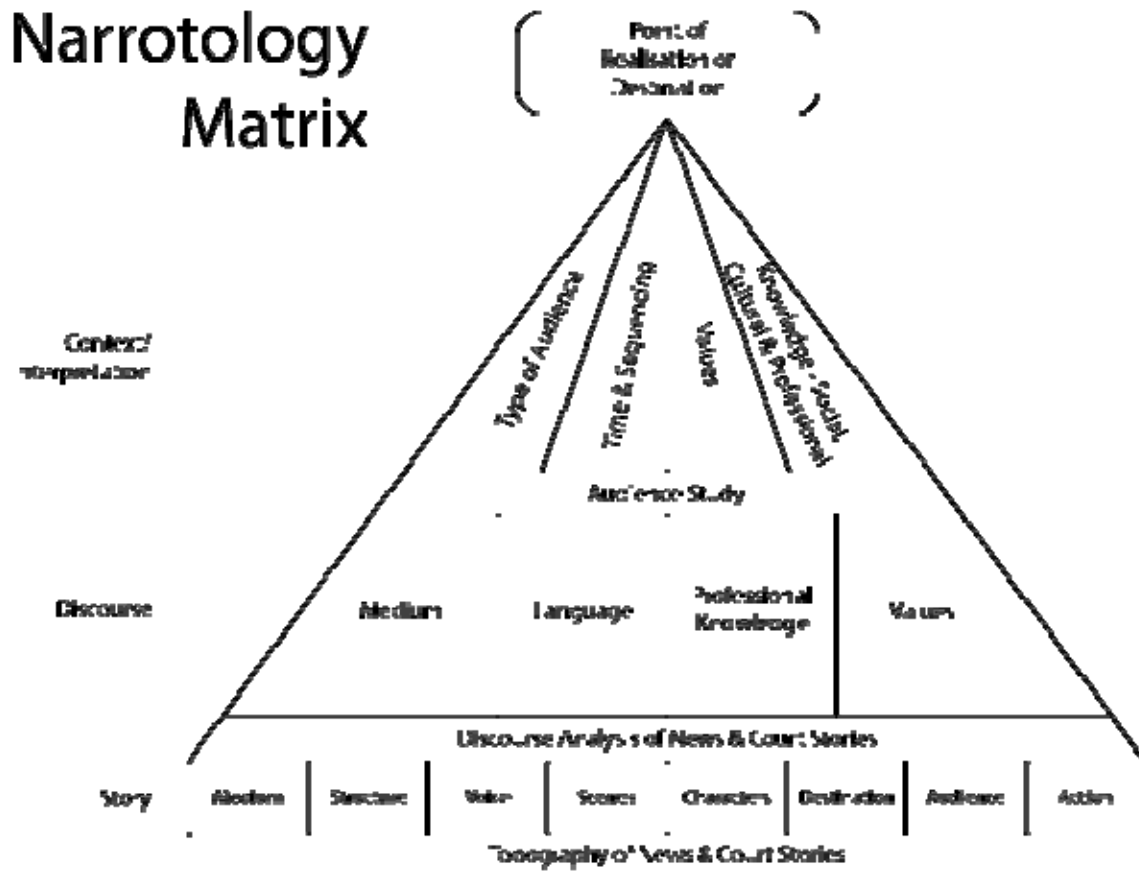 Narrotology
Matrix
Point of
Realisation or
Destination
Type of Audience
Time & Sequencing
Values
Knowledge - Social,
Cultural & Professional
Context/
Interpretation
Audience Study
Discourse
Medium
Language
Professional
Knowledge
Values
Discourse Analysis of News & Court Stories
Story
Medium
Structure
Voice
Scenes
Characters
Destination
Audience
Action
Topography of News & Court Stories